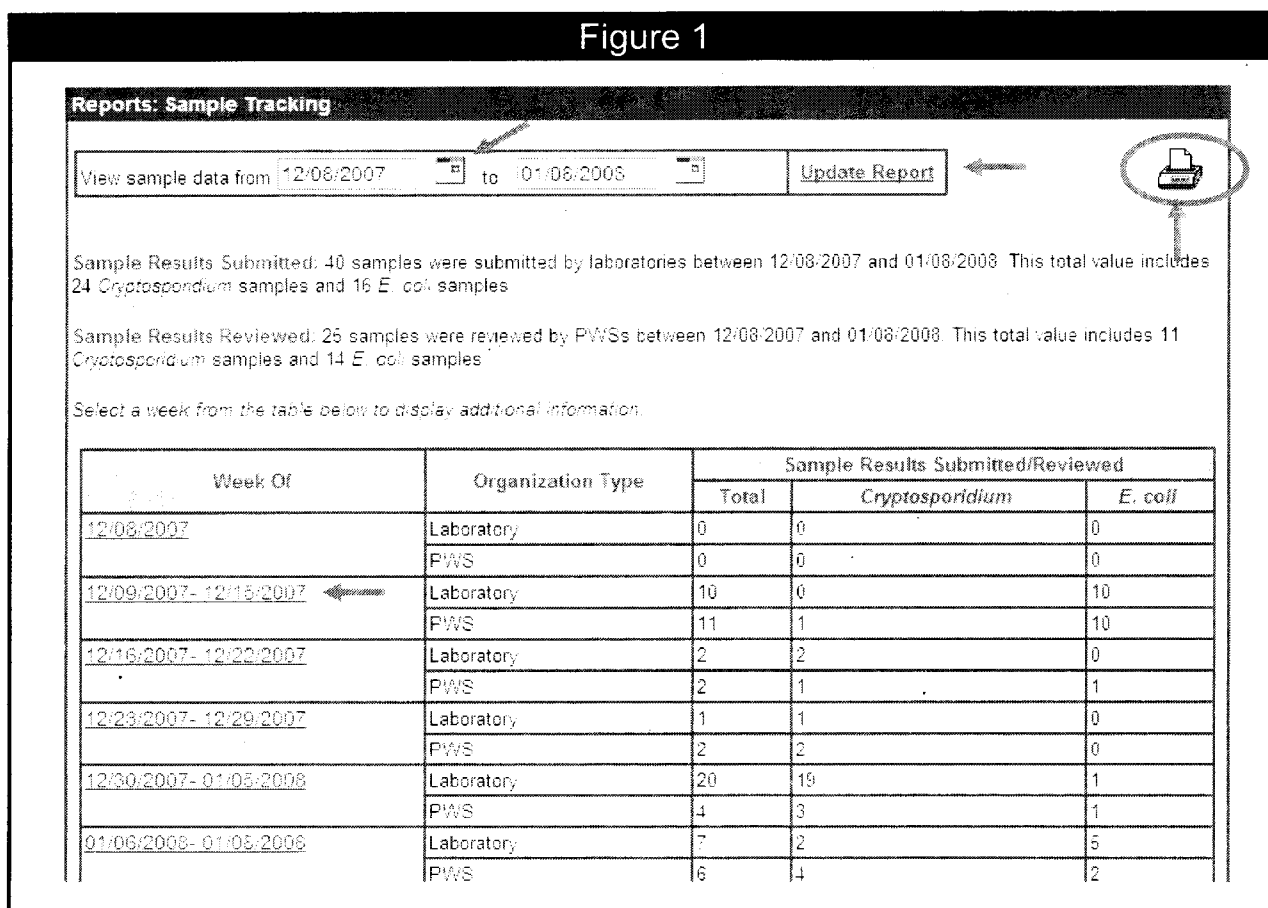 Figure 1
Reports: Sample Tracking
View sample data from 12/08/2007 to 01/08/2008 Update Report
Sample Results Submitted: 40 samples were submitted by laboratories between 12/08/2007 and 01/08/2008. This total value includes
24 Cryptosporidium samples and 16 E. coli samples
Sample Results Reviewed: 25 samples were reviewed by PWSs between 12/08/2007 and 01/08/2008. This total value includes 11
Cryptosporidium samples and 14 E. coli samples
Select a week from the table below to display additional information.
Week Of Organization Type Sample Results Submitted/Reviewed
Total Cryptosporidium E. coli
12/08/2007 Laboratory 0 0 0
PWS 0 0 0
12/09/2007- 12/15/2007 Laboratory 10 0 10
PWS 11 1 10
12/16/2007- 12/22/2007 Laboratory 2 2 0
PWS 2 1 1
12/23/2007- 12/29/2007 Laboratory 1 1 0
PWS 2 2 0
12/30/2007- 01/05/2008 Laboratory 20 19 1
PWS 4 3 1
01/06/2008- 01/08/2008 Laboratory 7 2 5
PWS 6 4 2